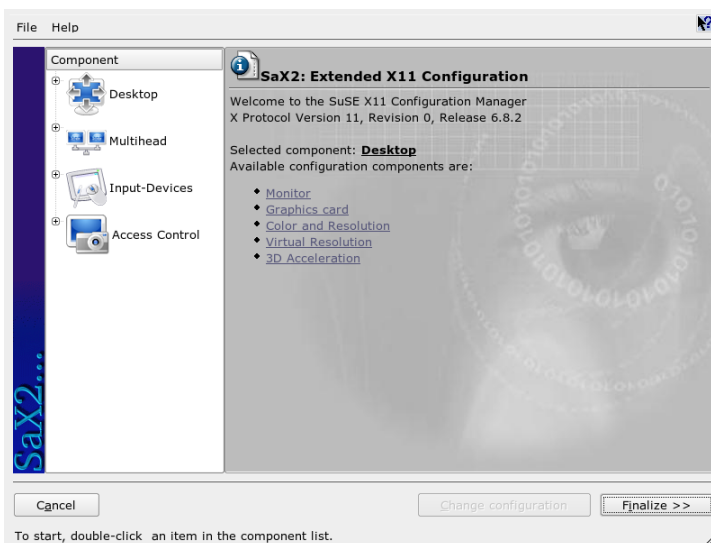 File Help
Component
Desktop
Multihead
Input-Devices
Access Control
SaX2...
SaX2: Extended X11 Configuration
Welcome to the SuSE X11 Configuration Manager
X Protocol Version 11, Revision 0, Release 6.8.2
Selected component: Desktop
Available configuration components are:
Monitor
Graphics card
Color and Resolution
Virtual Resolution
3D Acceleration
Cancel
Change configuration
Finalize >>
To start, double-click an item in the component list.